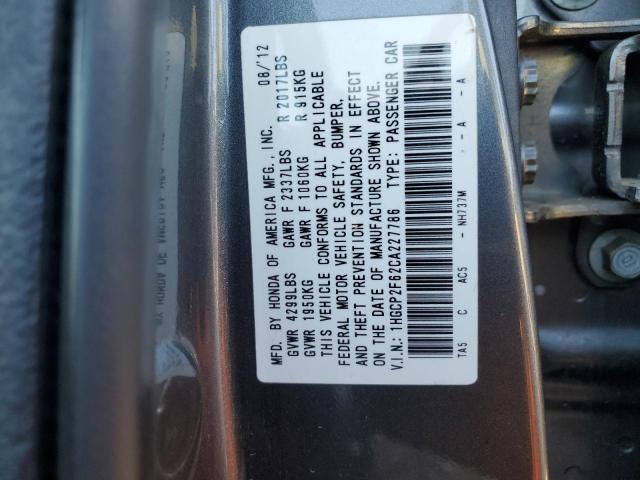 MFD. BY HONDA OF AMERICA MFG., INC. 08/'12
GVWR 4299LBS GAWR F 2337LBS R 2017LBS
GVWR 1950KG GAWR F 1060KG R 915KG
THIS VEHICLE CONFORMS TO ALL APPLICABLE
FEDERAL MOTOR VEHICLE SAFETY, BUMPER,
AND THEFT PREVENTION STANDARDS IN EFFECT
ON THE DATE OF MANUFACTURE SHOWN ABOVE.
V.I.N.: 1HGCP2F62CA227786 TYPE: PASSENGER CAR
TA5 C AC5 - NH737M - A - A